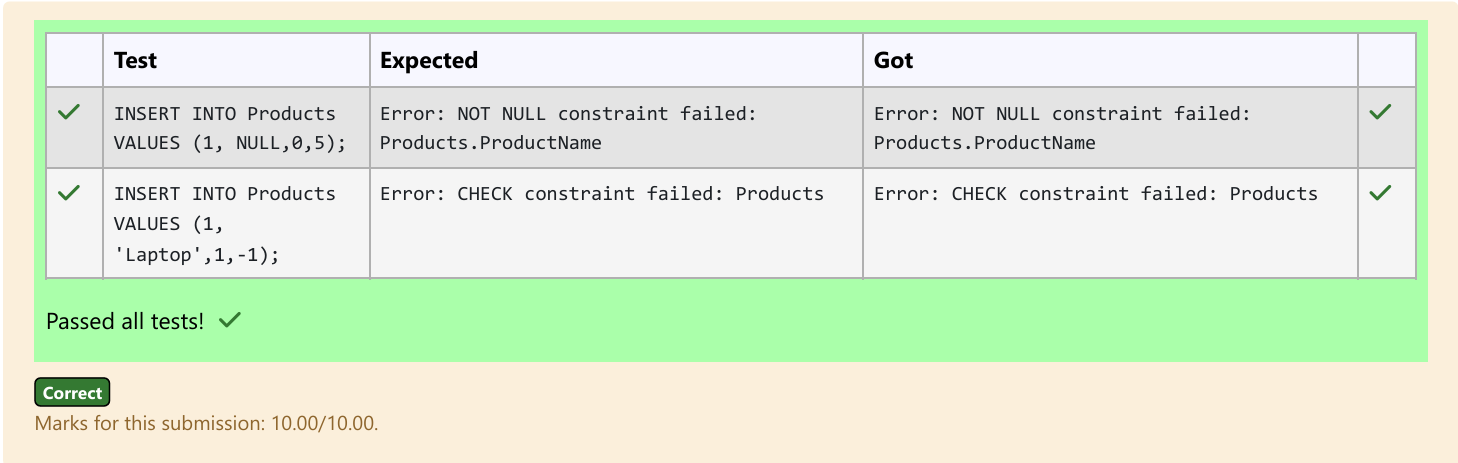 Test Expected Got
INSERT INTO Products Error: NOT NULL constraint failed: Error: NOT NULL constraint failed:
VALUES (1, NULL,0,5); Products.ProductName Products.ProductName
INSERT INTO Products Error: CHECK constraint failed: Products Error: CHECK constraint failed: Products
VALUES (1,
'Laptop',1,-1);
Passed all tests!
Correct
Marks for this submission: 10.00/10.00.